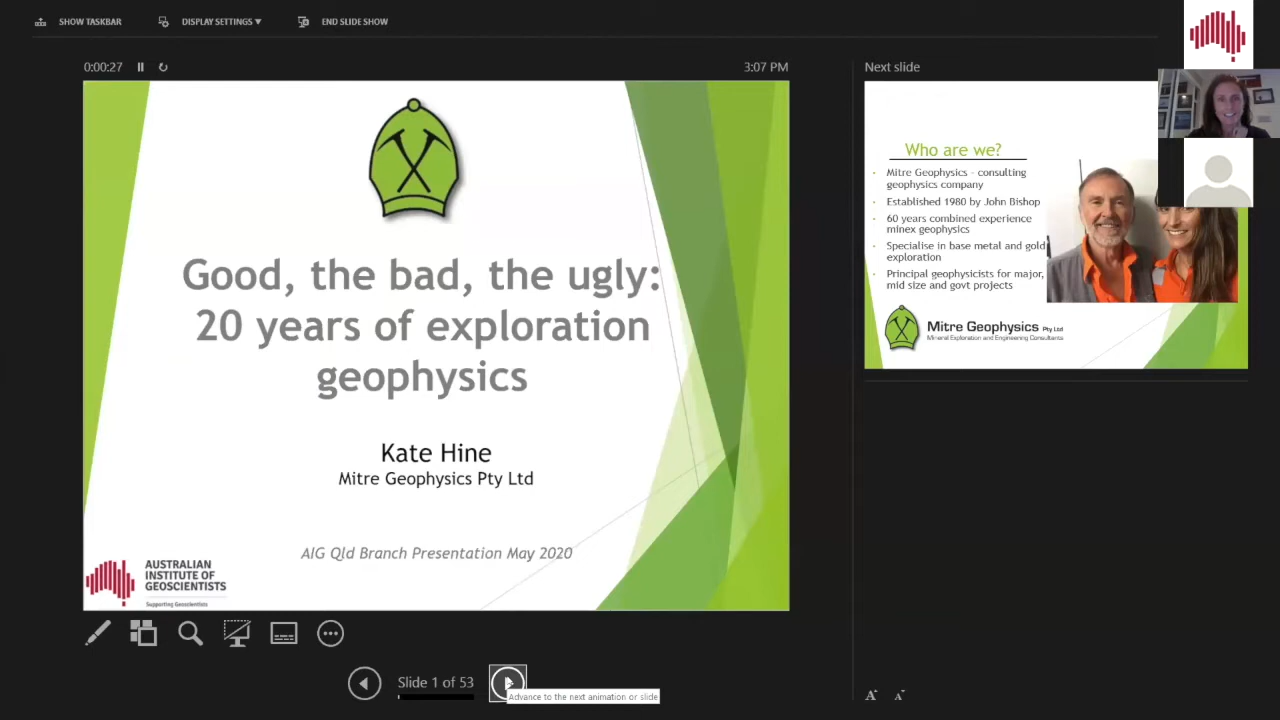 SHOW TASKBAR
DISPLAY SETTINGS ▼
END SLIDE SHOW
0:00:27
3:07 PM
Good, the bad, the ugly:
20 years of exploration
geophysics
Kate Hine
Mitre Geophysics Pty Ltd
AIG Qld Branch Presentation May 2020
AUSTRALIAN
INSTITUTE OF
GEOSCIENTISTS
Supporting Geoscientists
Slide 1 of 53
Advance to the next animation or slide
Next slide
Who are we?
• Mitre Geophysics – consulting
geophysics company
• Established 1980 by John Bishop
• 60 years combined experience
minex geophysics
• Specialise in base metal and gold
exploration
• Principal geophysicists for major,
mid size and govt projects
Mitre Geophysics Pty Ltd
Mineral Exploration and Engineering Consultants
A A